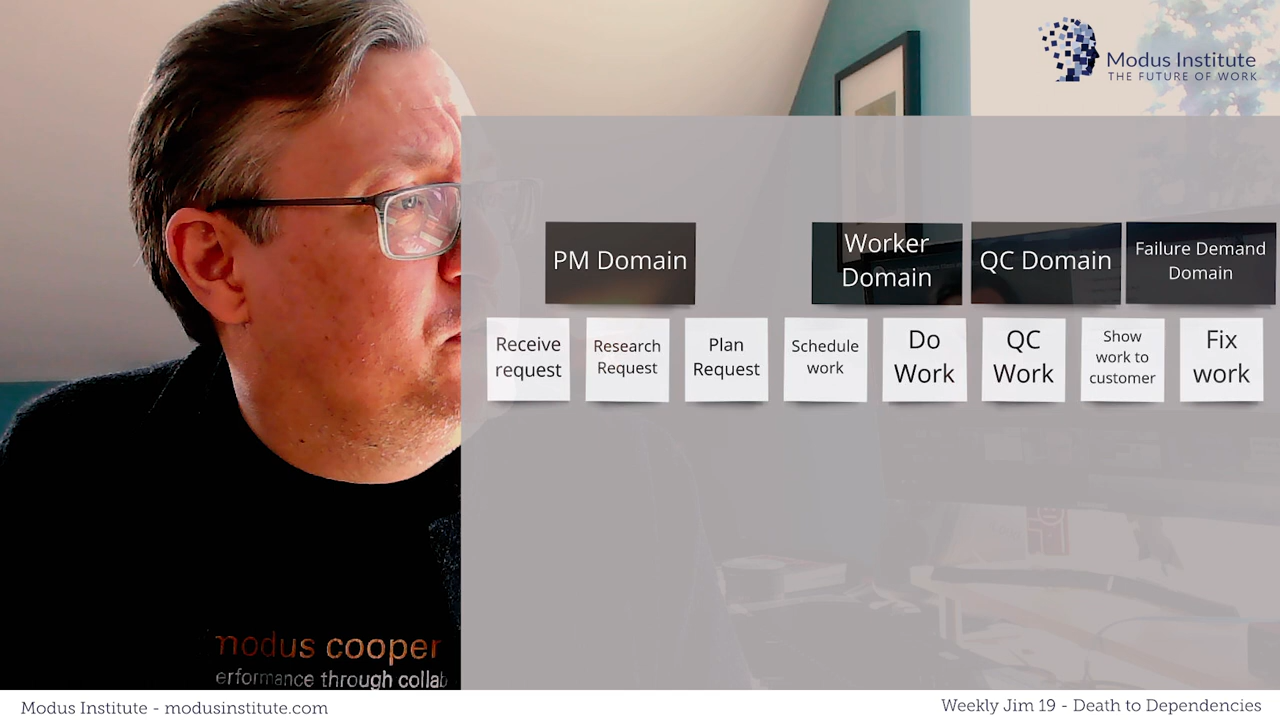 Modus Institute
THE FUTURE OF WORK
PM Domain
Worker
Domain
QC Domain
Failure Demand
Domain
Receive
request
Research
Request
Plan
Request
Schedule
work
Do
Work
QC
Work
Show
work to
customer
Fix
work
modus cooper
erformance through collab
Modus Institute - modusinstitute.com
Weekly Jim 19 - Death to Dependencies